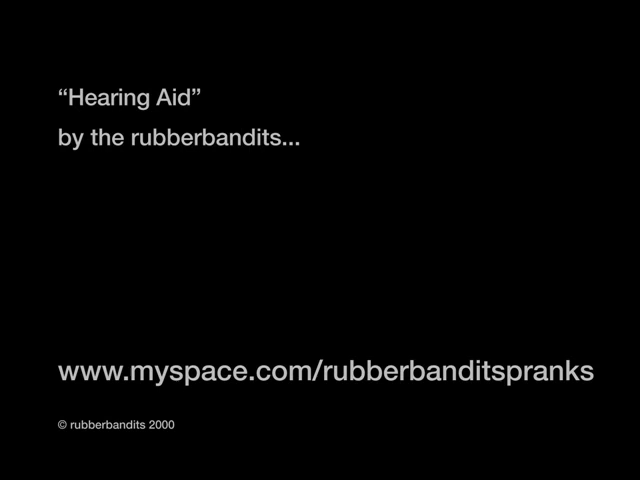 “Hearing Aid”
by the rubberbandits...
www.myspace.com/rubberbanditspranks
© rubberbandits 2000